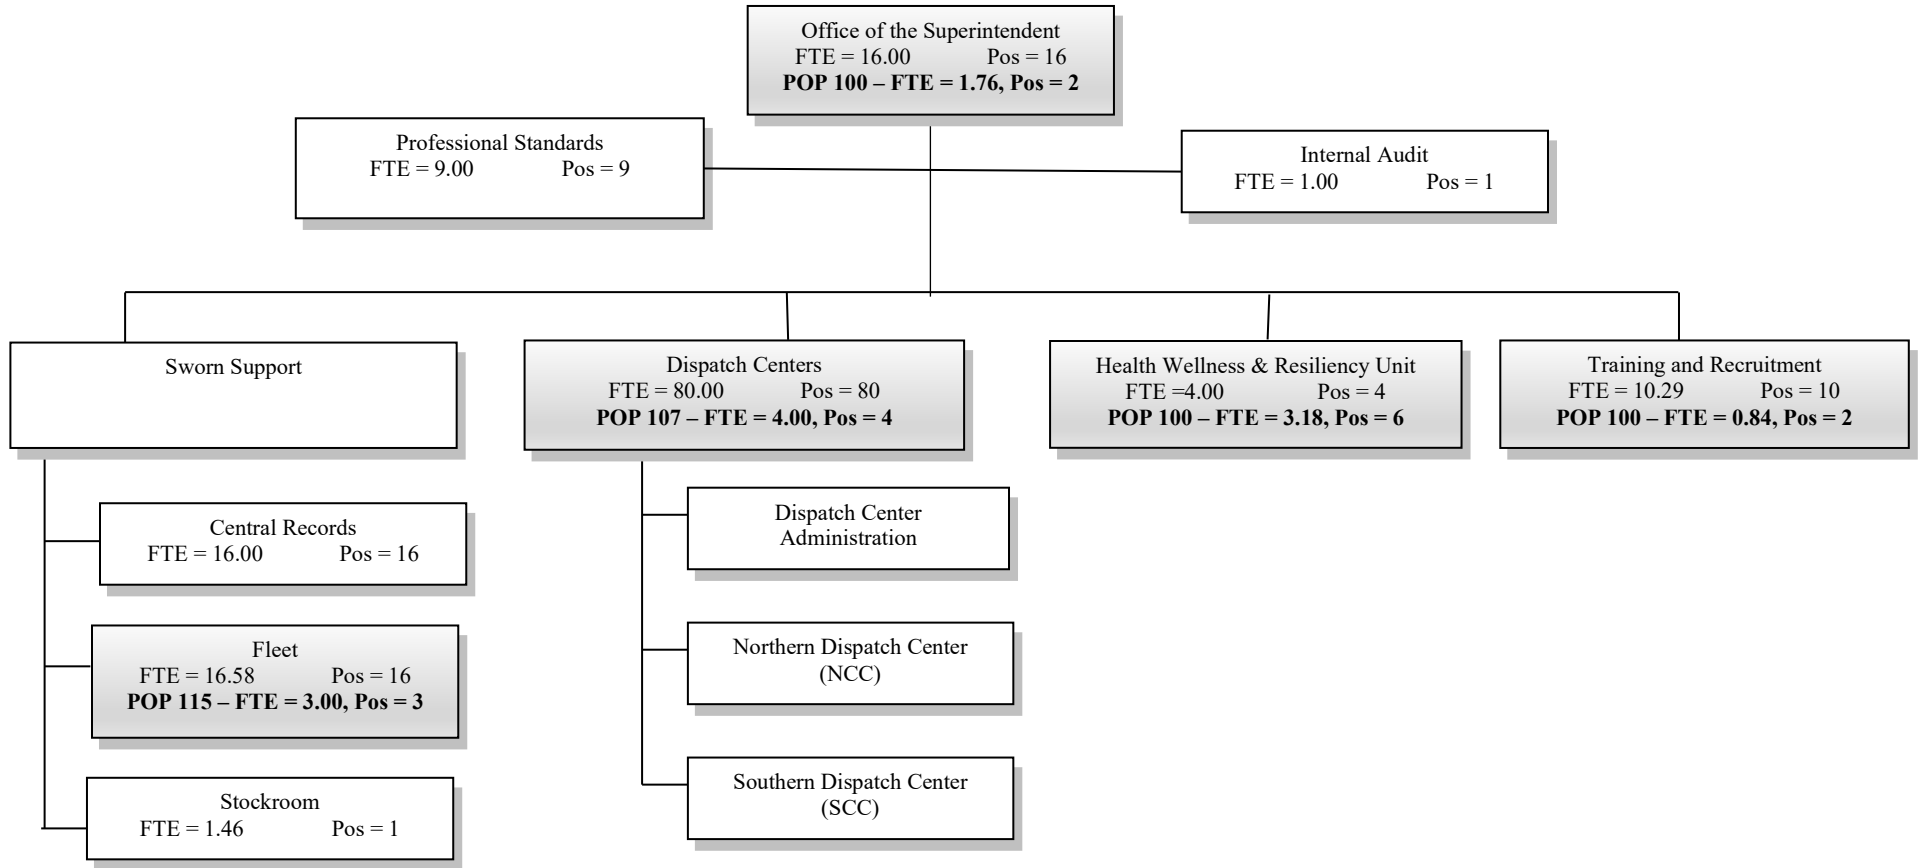 Office of the Superintendent
FTE = 16.00 Pos = 16
POP 100 – FTE = 1.76, Pos = 2
Professional Standards
FTE = 9.00 Pos = 9
Internal Audit
FTE = 1.00 Pos = 1
Sworn Support
Dispatch Centers
FTE = 80.00 Pos = 80
POP 107 – FTE = 4.00, Pos = 4
Health Wellness & Resiliency Unit
FTE =4.00 Pos = 4
POP 100 – FTE = 3.18, Pos = 6
Training and Recruitment
FTE = 10.29 Pos = 10
POP 100 – FTE = 0.84, Pos = 2
Central Records
FTE = 16.00 Pos = 16
Fleet
FTE = 16.58 Pos = 16
POP 115 – FTE = 3.00, Pos = 3
Stockroom
FTE = 1.46 Pos = 1
Dispatch Center
Administration
Northern Dispatch Center
(NCC)
Southern Dispatch Center
(SCC)